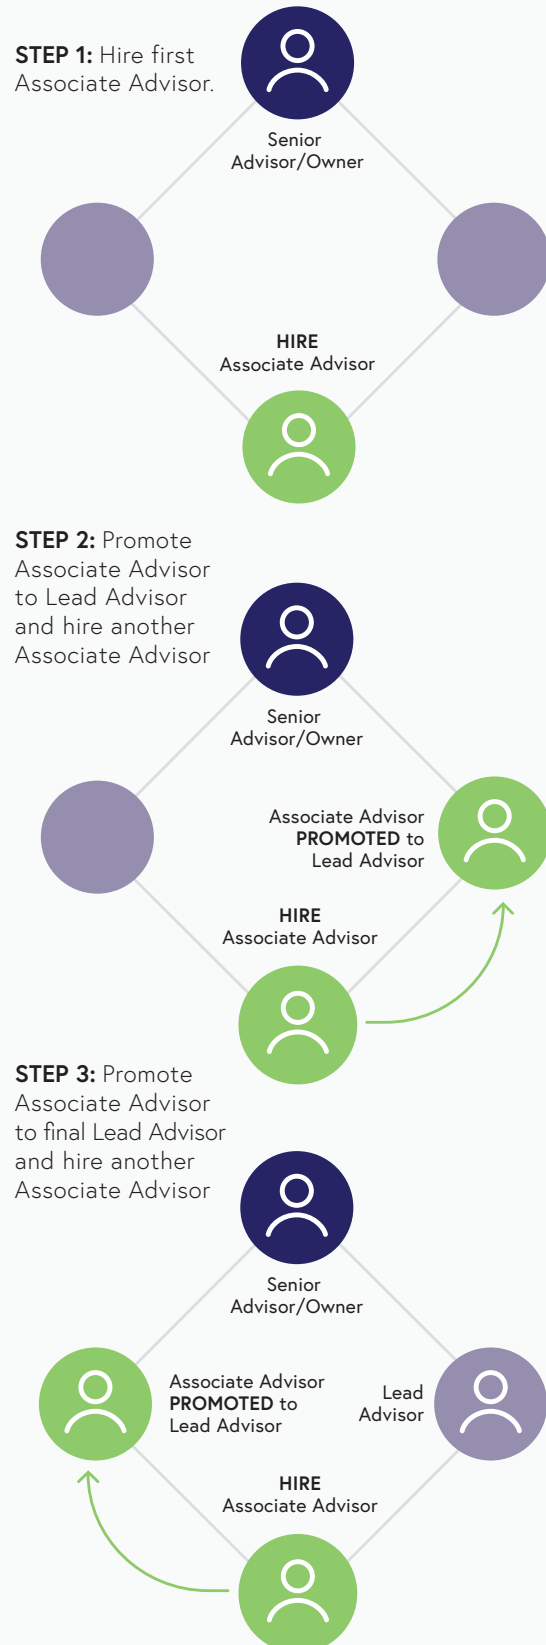 STEP 1: Hire first
Associate Advisor.
Senior
Advisor/Owner
HIRE
Associate Advisor
STEP 2: Promote
Associate Advisor
to Lead Advisor
and hire another
Associate Advisor
Senior
Advisor/Owner
Associate Advisor
PROMOTED to
Lead Advisor
HIRE
Associate Advisor
STEP 3: Promote
Associate Advisor
to final Lead Advisor
and hire another
Associate Advisor
Senior
Advisor/Owner
Associate Advisor
PROMOTED to
Lead Advisor
Lead
Advisor
HIRE
Associate Advisor